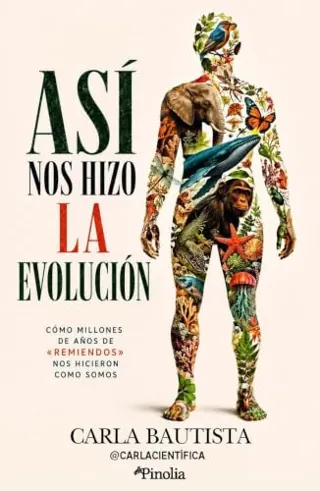 ASÍ
NOS HIZO
LA
EVOLUCIÓN
CÓMO MILLONES
DE AÑOS DE
«REMIENDOS»
NOS HICIERON
COMO SOMOS
CARLA BAUTISTA
@CARLACIENTÍFICA
Pinolia